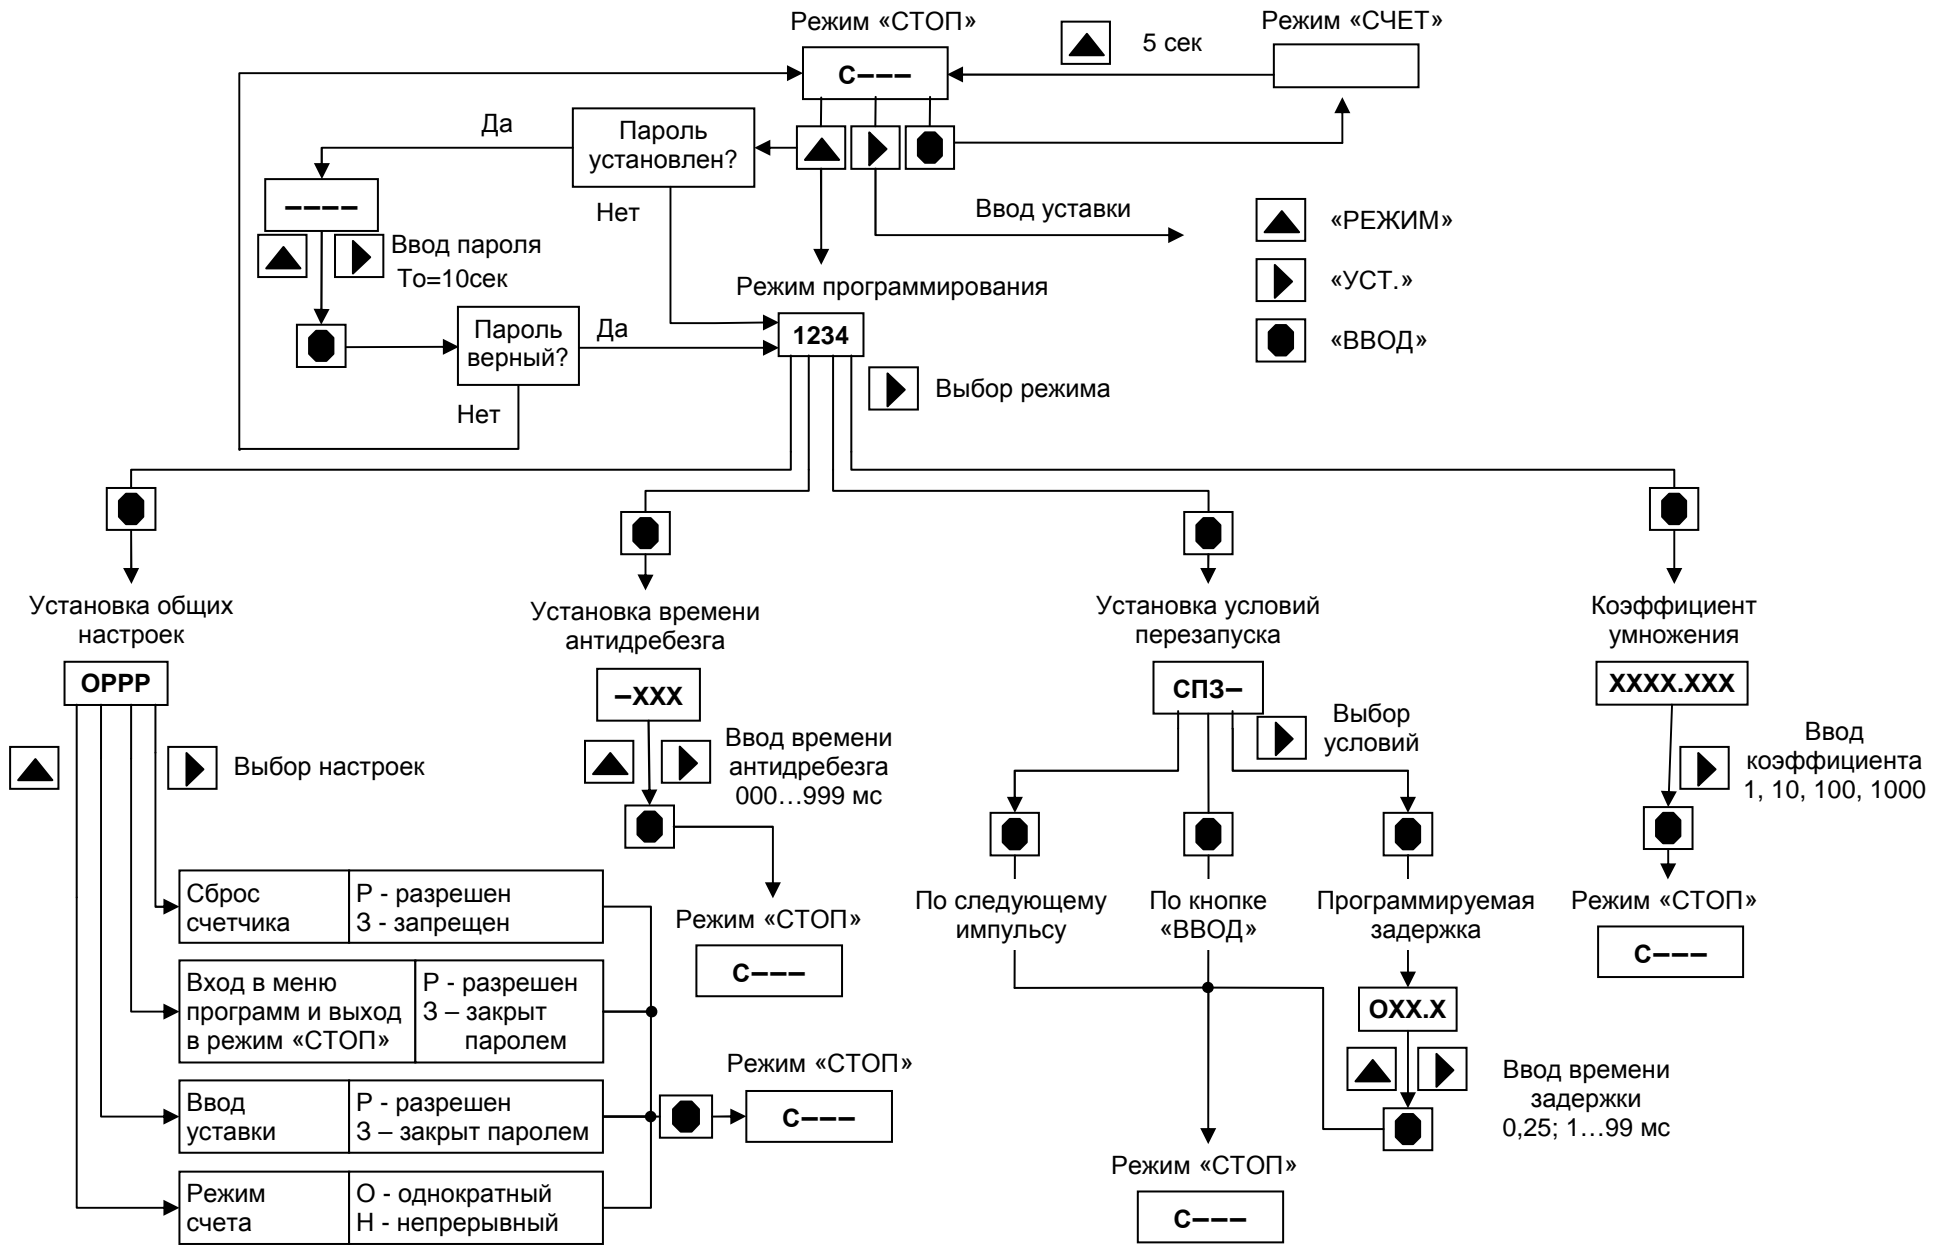 Режим «СТОП»
С–––
5 сек
Режим «СЧЕТ»
Да
Пароль
установлен?
Нет
––––
Ввод пароля
То=10сек
Ввод уставки
«РЕЖИМ»
«УСТ.»
«ВВОД»
Режим программирования
1234
Пароль
верный?
Да
Нет
Выбор режима
Установка общих
настроек
ОРРР
Выбор настроек
Установка времени
антидребезга
–ХХХ
Ввод времени
антидребезга
000…999 мс
Режим «СТОП»
С–––
Установка условий
перезапуска
СПЗ–
Выбор
условий
По следующему
импульсу
По кнопке
«ВВОД»
Программируемая
задержка
ОХХ.Х
Ввод времени
задержки
0,25; 1…99 мс
Режим «СТОП»
С–––
Коэффициент
умножения
ХХХХ.ХХХ
Ввод
коэффициента
1, 10, 100, 1000
Режим «СТОП»
С–––
Сброс
счетчика
Р - разрешен
З - запрещен
Вход в меню
программ и выход
в режим «СТОП»
Р - разрешен
З – закрыт
паролем
Ввод
уставки
Р - разрешен
З – закрыт паролем
Режим
счета
О - однократный
Н - непрерывный
Режим «СТОП»
С–––